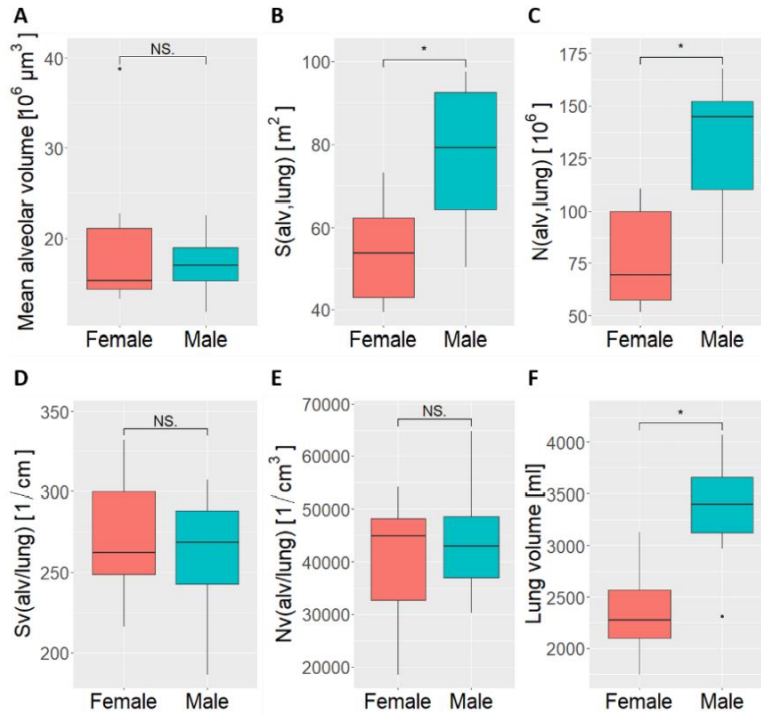 A
Mean alveolar volume [10⁶ µm³]
40
30
20
NS.
Female Male
B
S(alv,lung) [ m² ]
100
80
60
40
*
Female Male
C
N(alv,lung) [ 10⁶ ]
175
150
125
100
75
50
*
Female Male
D
Sv(alv/lung) [1/cm]
350
300
250
200
NS.
Female Male
E
Nv(alv/lung) [1/cm³ ]
70000
60000
50000
40000
30000
20000
NS.
Female Male
F
Lung volume [ml]
4000
3500
3000
2500
2000
*
Female Male